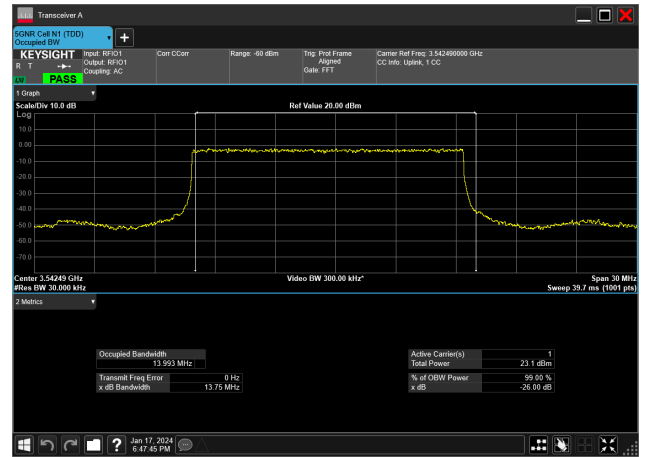 Transceiver A
5GNR Cell N1 (TDD)
Occupied BW
KEYSIGHT Input: RFIO1 Corr CCorr Range: -60 dBm Trig: Prot Frame Carrier Ref Freq: 3.542490000 GHz
R T Output: RFIO1 Aligned CC Info: Uplink, 1 CC
Coupling: AC Gate: FFT
LXI PASS
1 Graph
Scale/Div 10.0 dB Ref Value 20.00 dBm
Log
10.0
0.00
-10.0
-20.0
-30.0
-40.0
-50.0
-60.0
-70.0
Center 3.54249 GHz Video BW 300.00 kHz* Span 30 MHz
#Res BW 30.000 kHz Sweep 39.7 ms (1001 pts)
2 Metrics
Occupied Bandwidth Active Carrier(s) 1
13.993 MHz Total Power 23.1 dBm
Transmit Freq Error 0 Hz % of OBW Power 99.00 %
x dB Bandwidth 13.75 MHz x dB -26.00 dB
Jan 17, 2024
6:47:45 PM